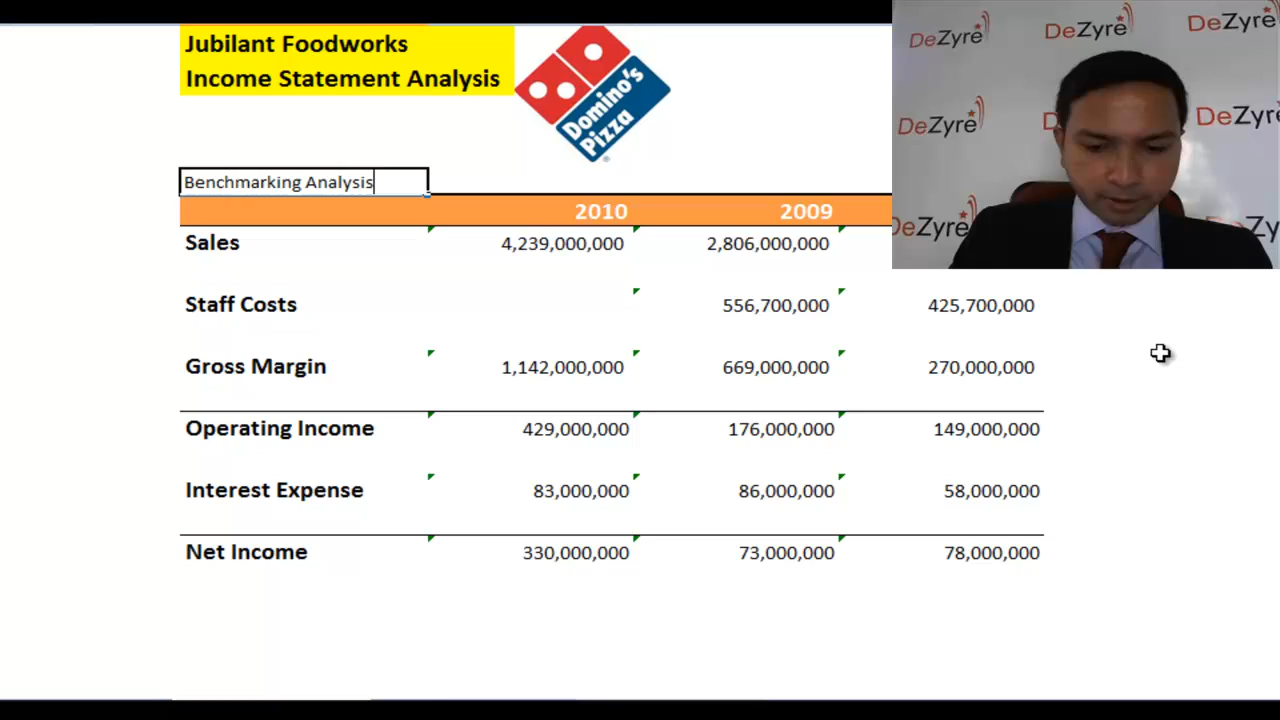 Jubilant Foodworks
Income Statement Analysis
Domino's
Pizza
DeZyre DeZyre DeZyre
DeZyre DeZyre
DeZyre
Benchmarking Analysis
2010 2009
Sales 4,239,000,000 2,806,000,000
Staff Costs 556,700,000 425,700,000
Gross Margin 1,142,000,000 669,000,000 270,000,000
Operating Income 429,000,000 176,000,000 149,000,000
Interest Expense 83,000,000 86,000,000 58,000,000
Net Income 330,000,000 73,000,000 78,000,000